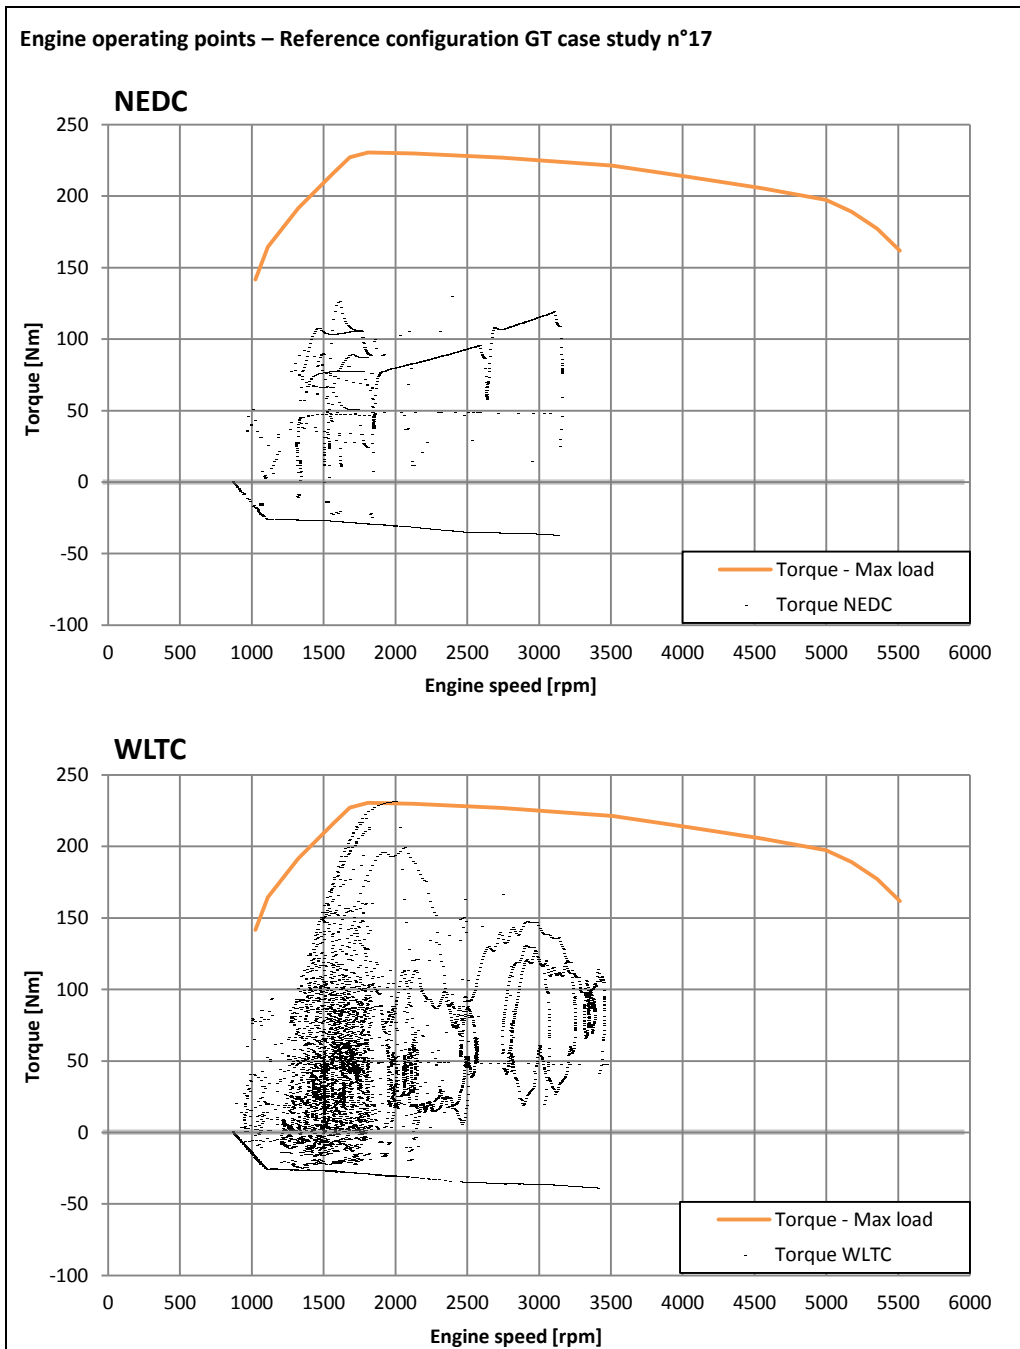 Engine operating points – Reference configuration GT case study n°17
NEDC
250
200
150
100
50
0
-50
-100
Torque [Nm]
Torque - Max load
Torque NEDC
0 500 1000 1500 2000 2500 3000 3500 4000 4500 5000 5500 6000
Engine speed [rpm]
WLTC
250
200
150
100
50
0
-50
-100
Torque [Nm]
Torque - Max load
Torque WLTC
0 500 1000 1500 2000 2500 3000 3500 4000 4500 5000 5500 6000
Engine speed [rpm]